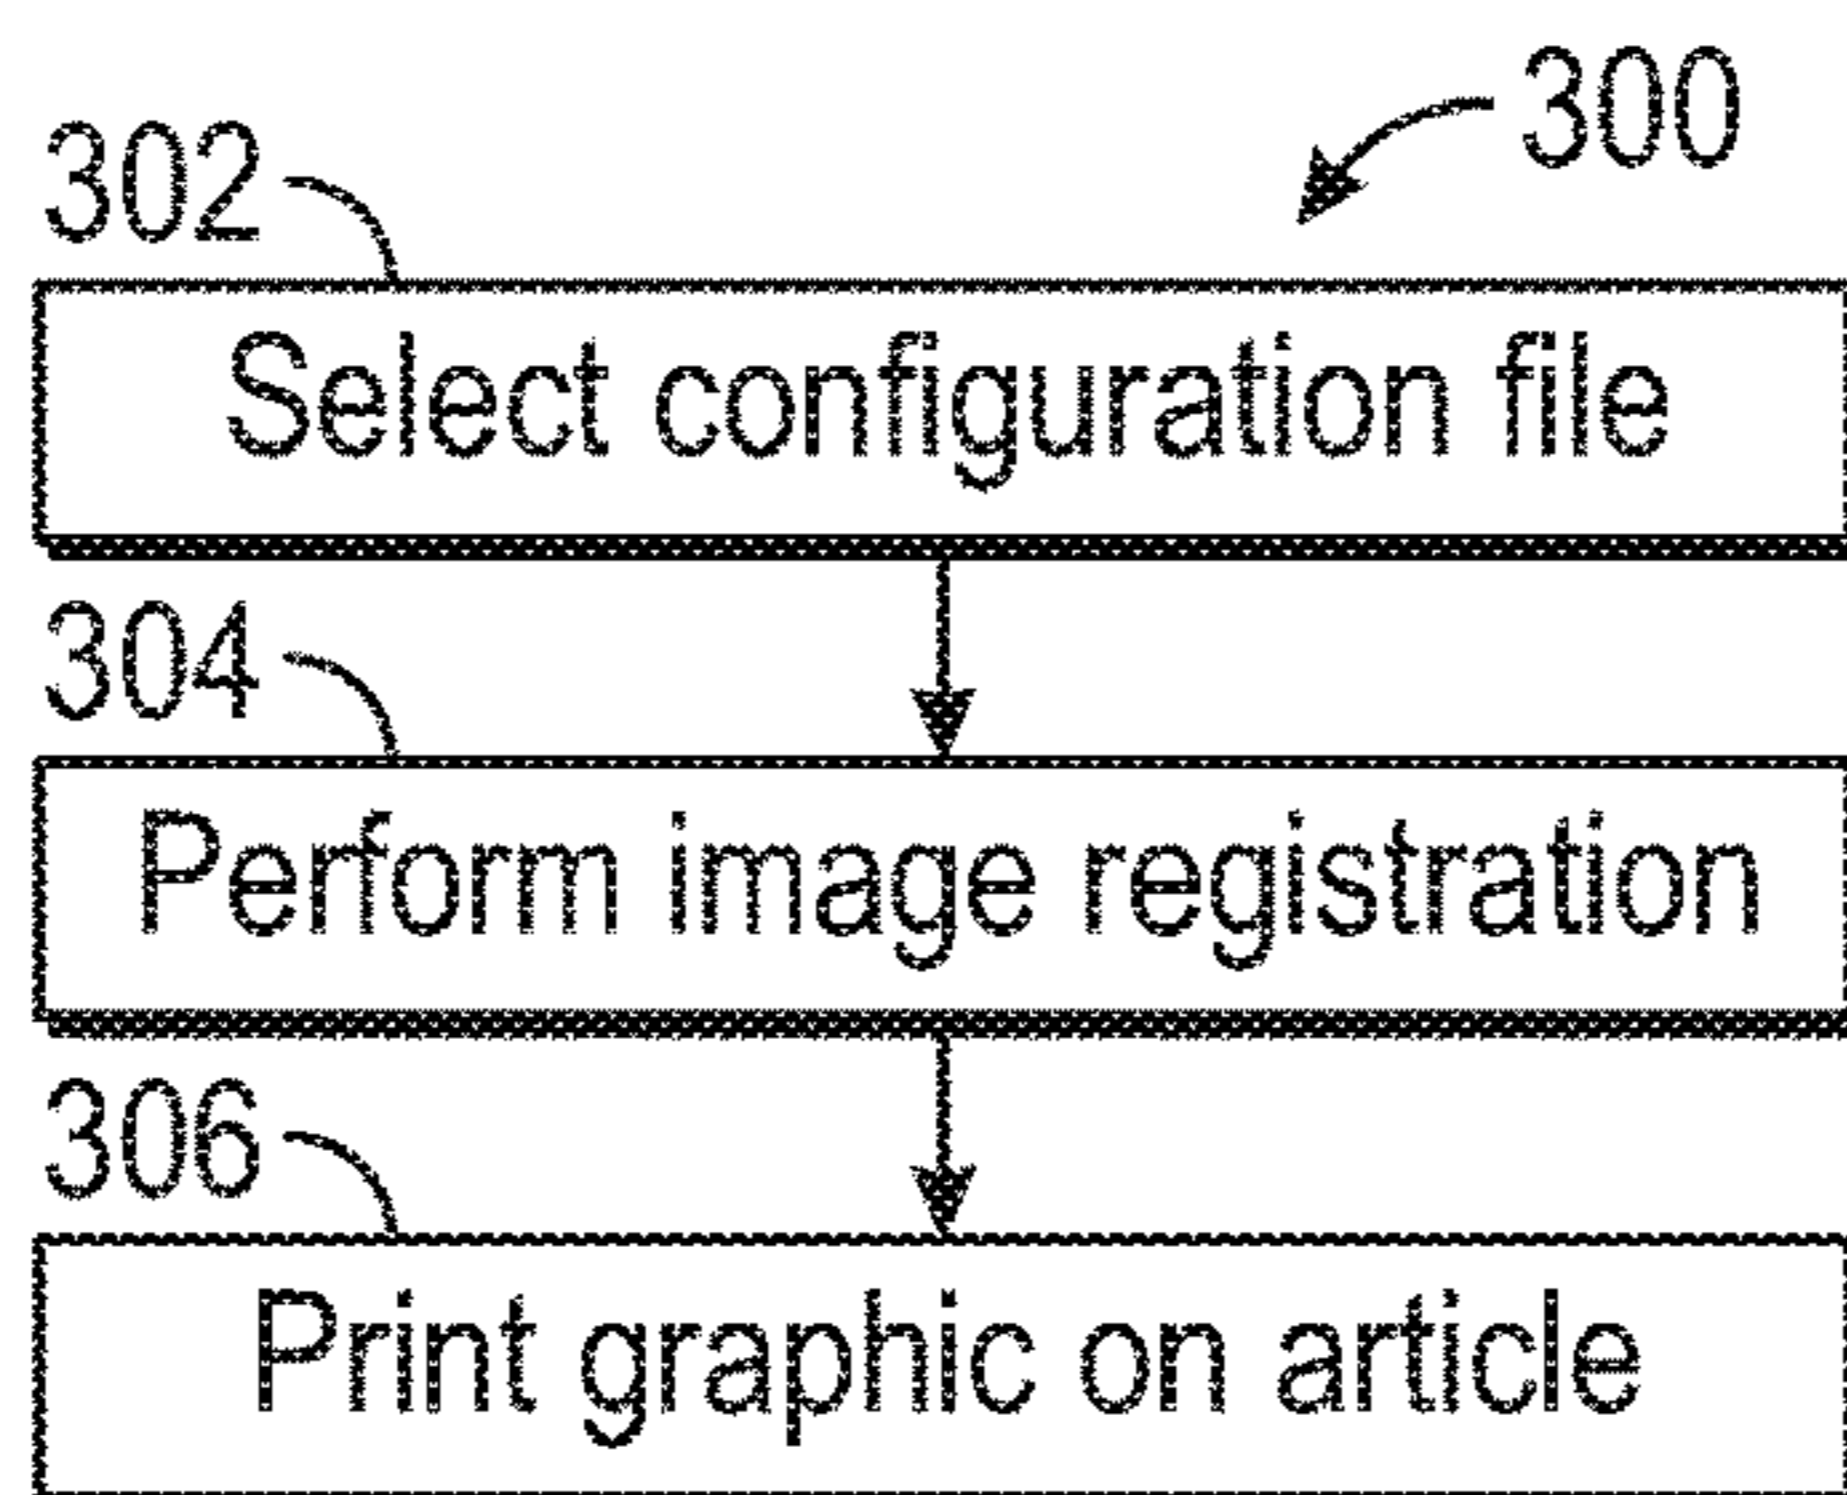 300
302
Select configuration file
304
Perform image registration
306
Print graphic on article